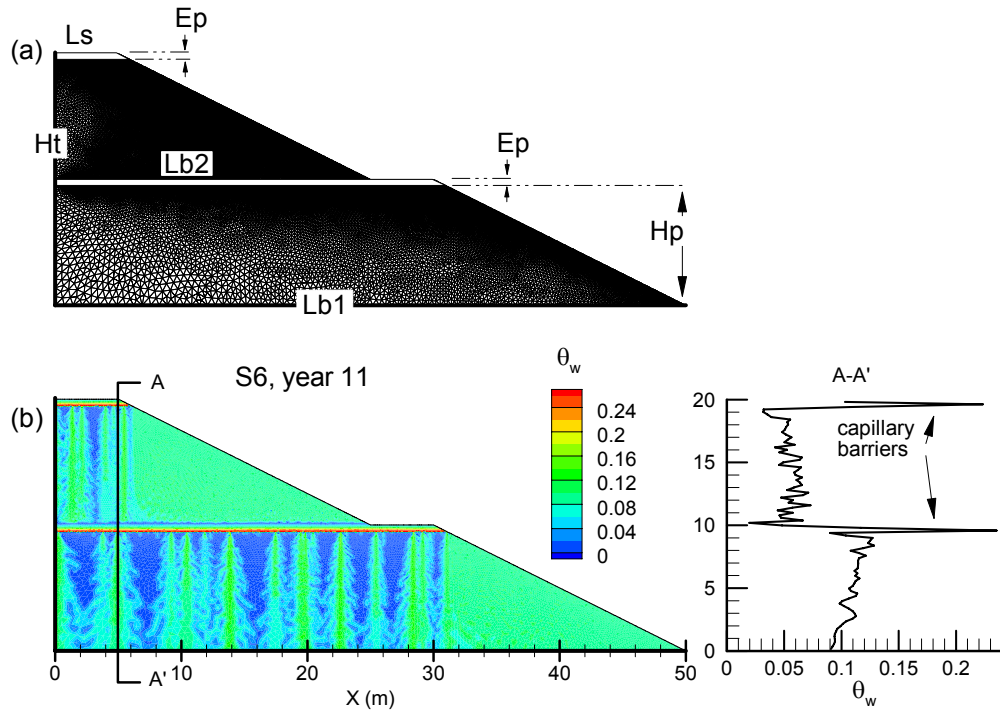 (a)
Ls
Ep
Ht
Lb2
Ep
Hp
Lb1
(b)
A
S6, year 11
θw
0.24
0.2
0.16
0.12
0.08
0.04
0
A'
0
10
20
30
40
50
X (m)
A-A'
20
15
10
5
0
capillary
barriers
0
0.05
0.1
0.15
0.2
θw